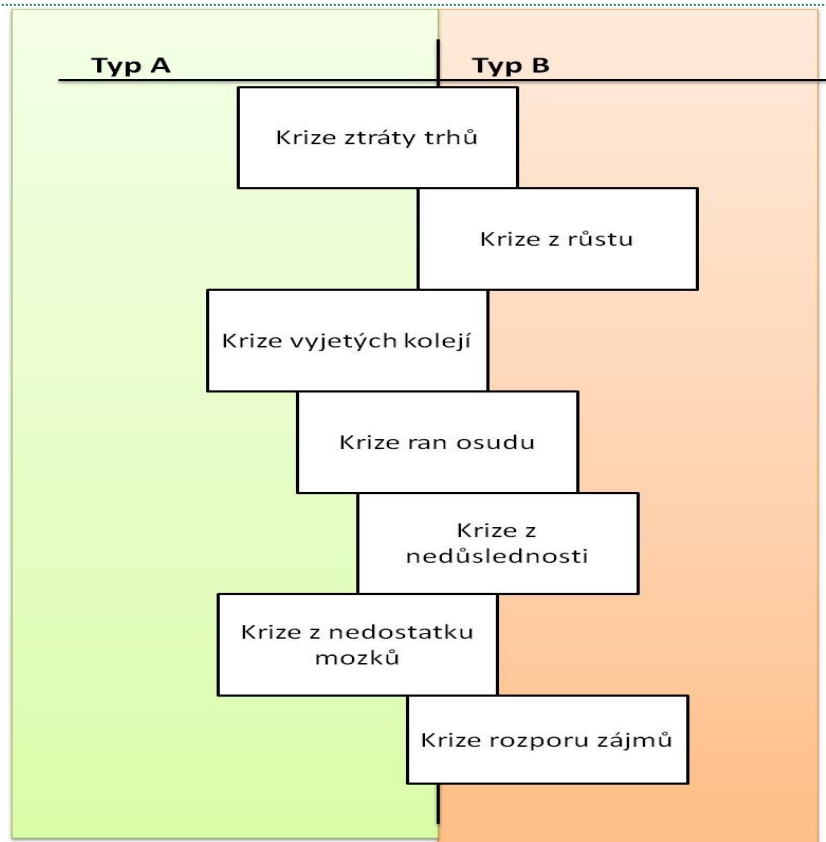 Typ A
Typ B
Krize ztráty trhů
Krize z růstu
Krize vyjetých kolejí
Krize ran osudu
Krize z
nedůslednosti
Krize z nedostatku
mozků
Krize rozporu zájmů